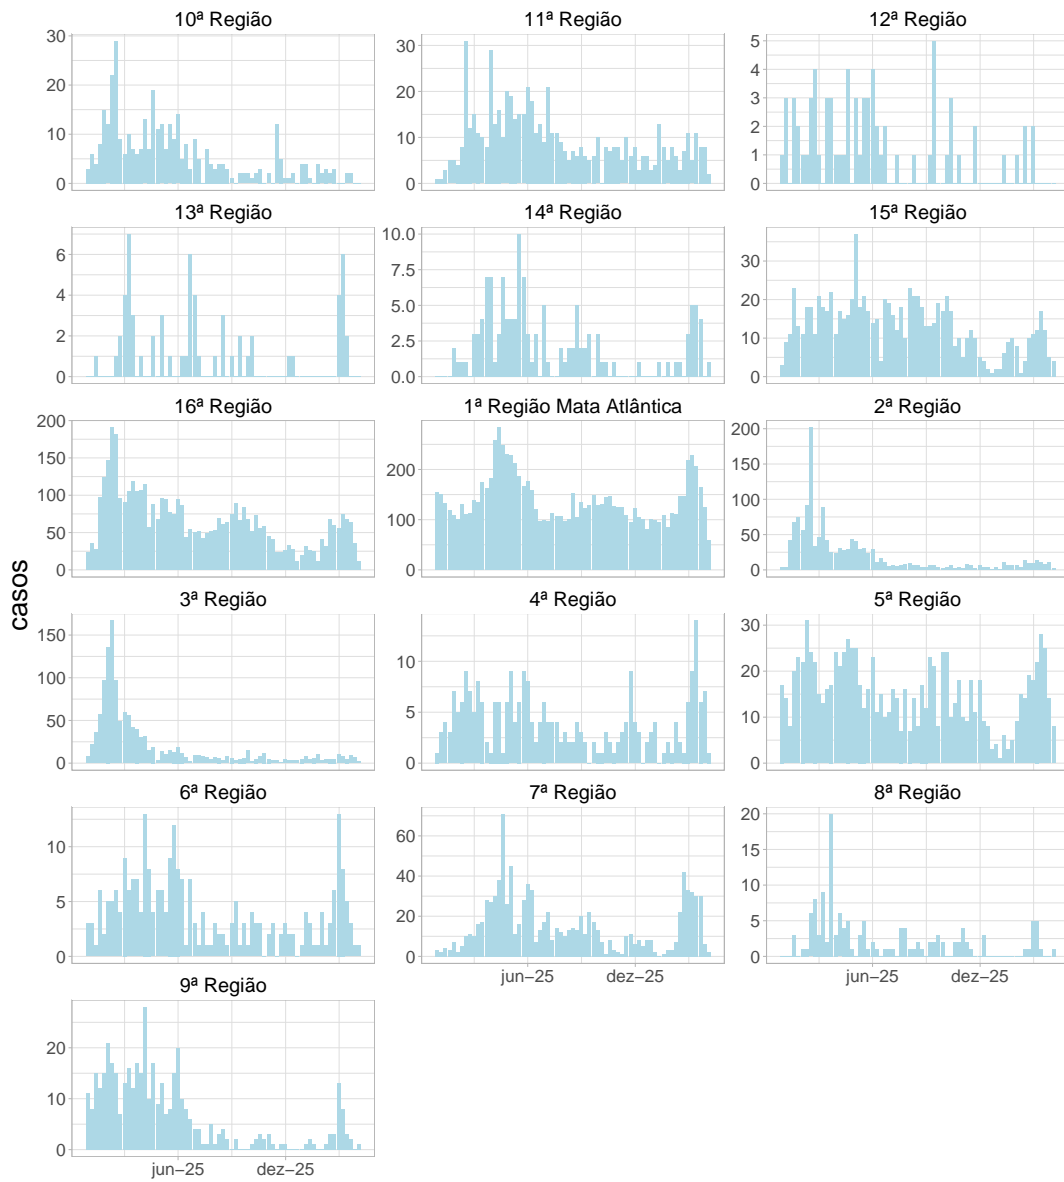 10ª Região
11ª Região
12ª Região
30
20
10
0
30
20
10
0
5
4
3
2
1
0
13ª Região
14ª Região
15ª Região
6
4
2
0
10.0
7.5
5.0
2.5
0.0
30
20
10
0
16ª Região
1ª Região Mata Atlântica
2ª Região
200
150
100
50
0
200
100
0
200
150
100
50
0
casos
3ª Região
4ª Região
5ª Região
150
100
50
0
10
5
0
30
20
10
0
6ª Região
7ª Região
8ª Região
10
5
0
60
40
20
0
20
15
10
5
0
jun−25
dez−25
jun−25
dez−25
9ª Região
30
20
10
0
jun−25
dez−25